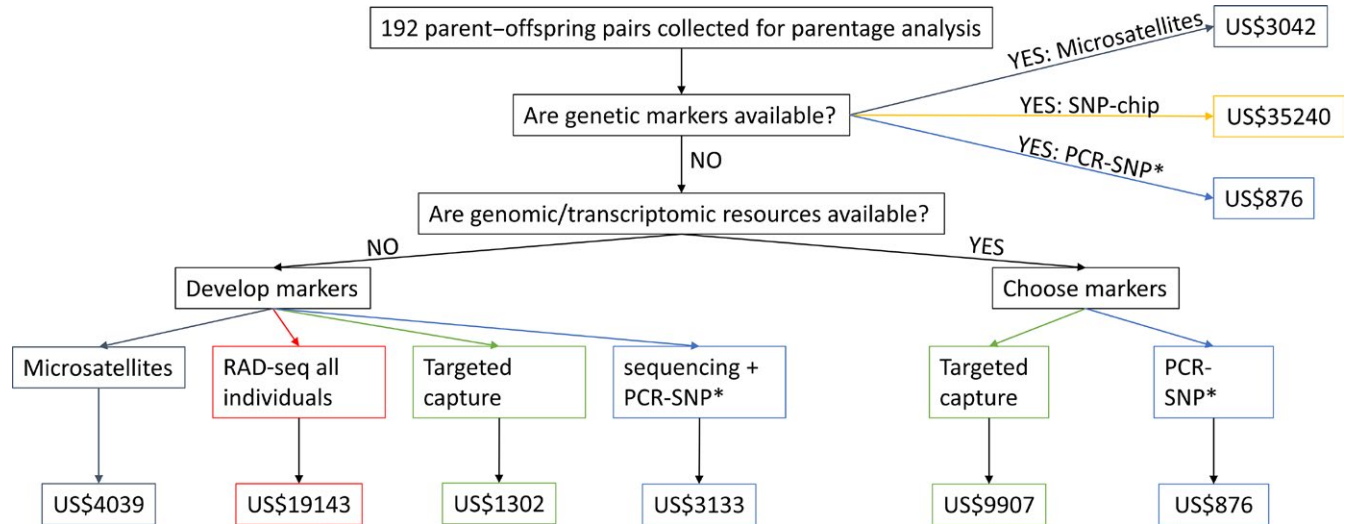 192 parent–offspring pairs collected for parentage analysis
YES: Microsatellites
US$3042
Are genetic markers available?
YES: SNP-chip
US$35240
YES: PCR-SNP*
US$876
NO
Are genomic/transcriptomic resources available?
NO
YES
Develop markers
Choose markers
Microsatellites
RAD-seq all
individuals
Targeted
capture
sequencing +
PCR-SNP*
Targeted
capture
PCR-
SNP*
US$4039
US$19143
US$1302
US$3133
US$9907
US$876